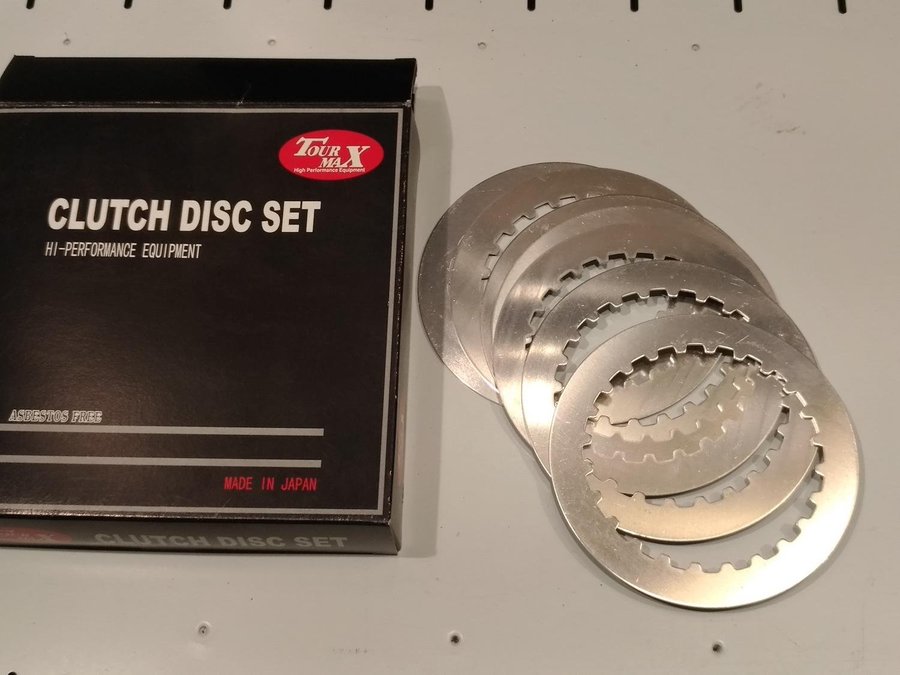 TOUR MAX
High Performance Equipment
CLUTCH DISC SET
HI-PERFORMANCE EQUIPMENT
ASBESTOS FREE
MADE IN JAPAN
MAX CLUTCH DISC SET